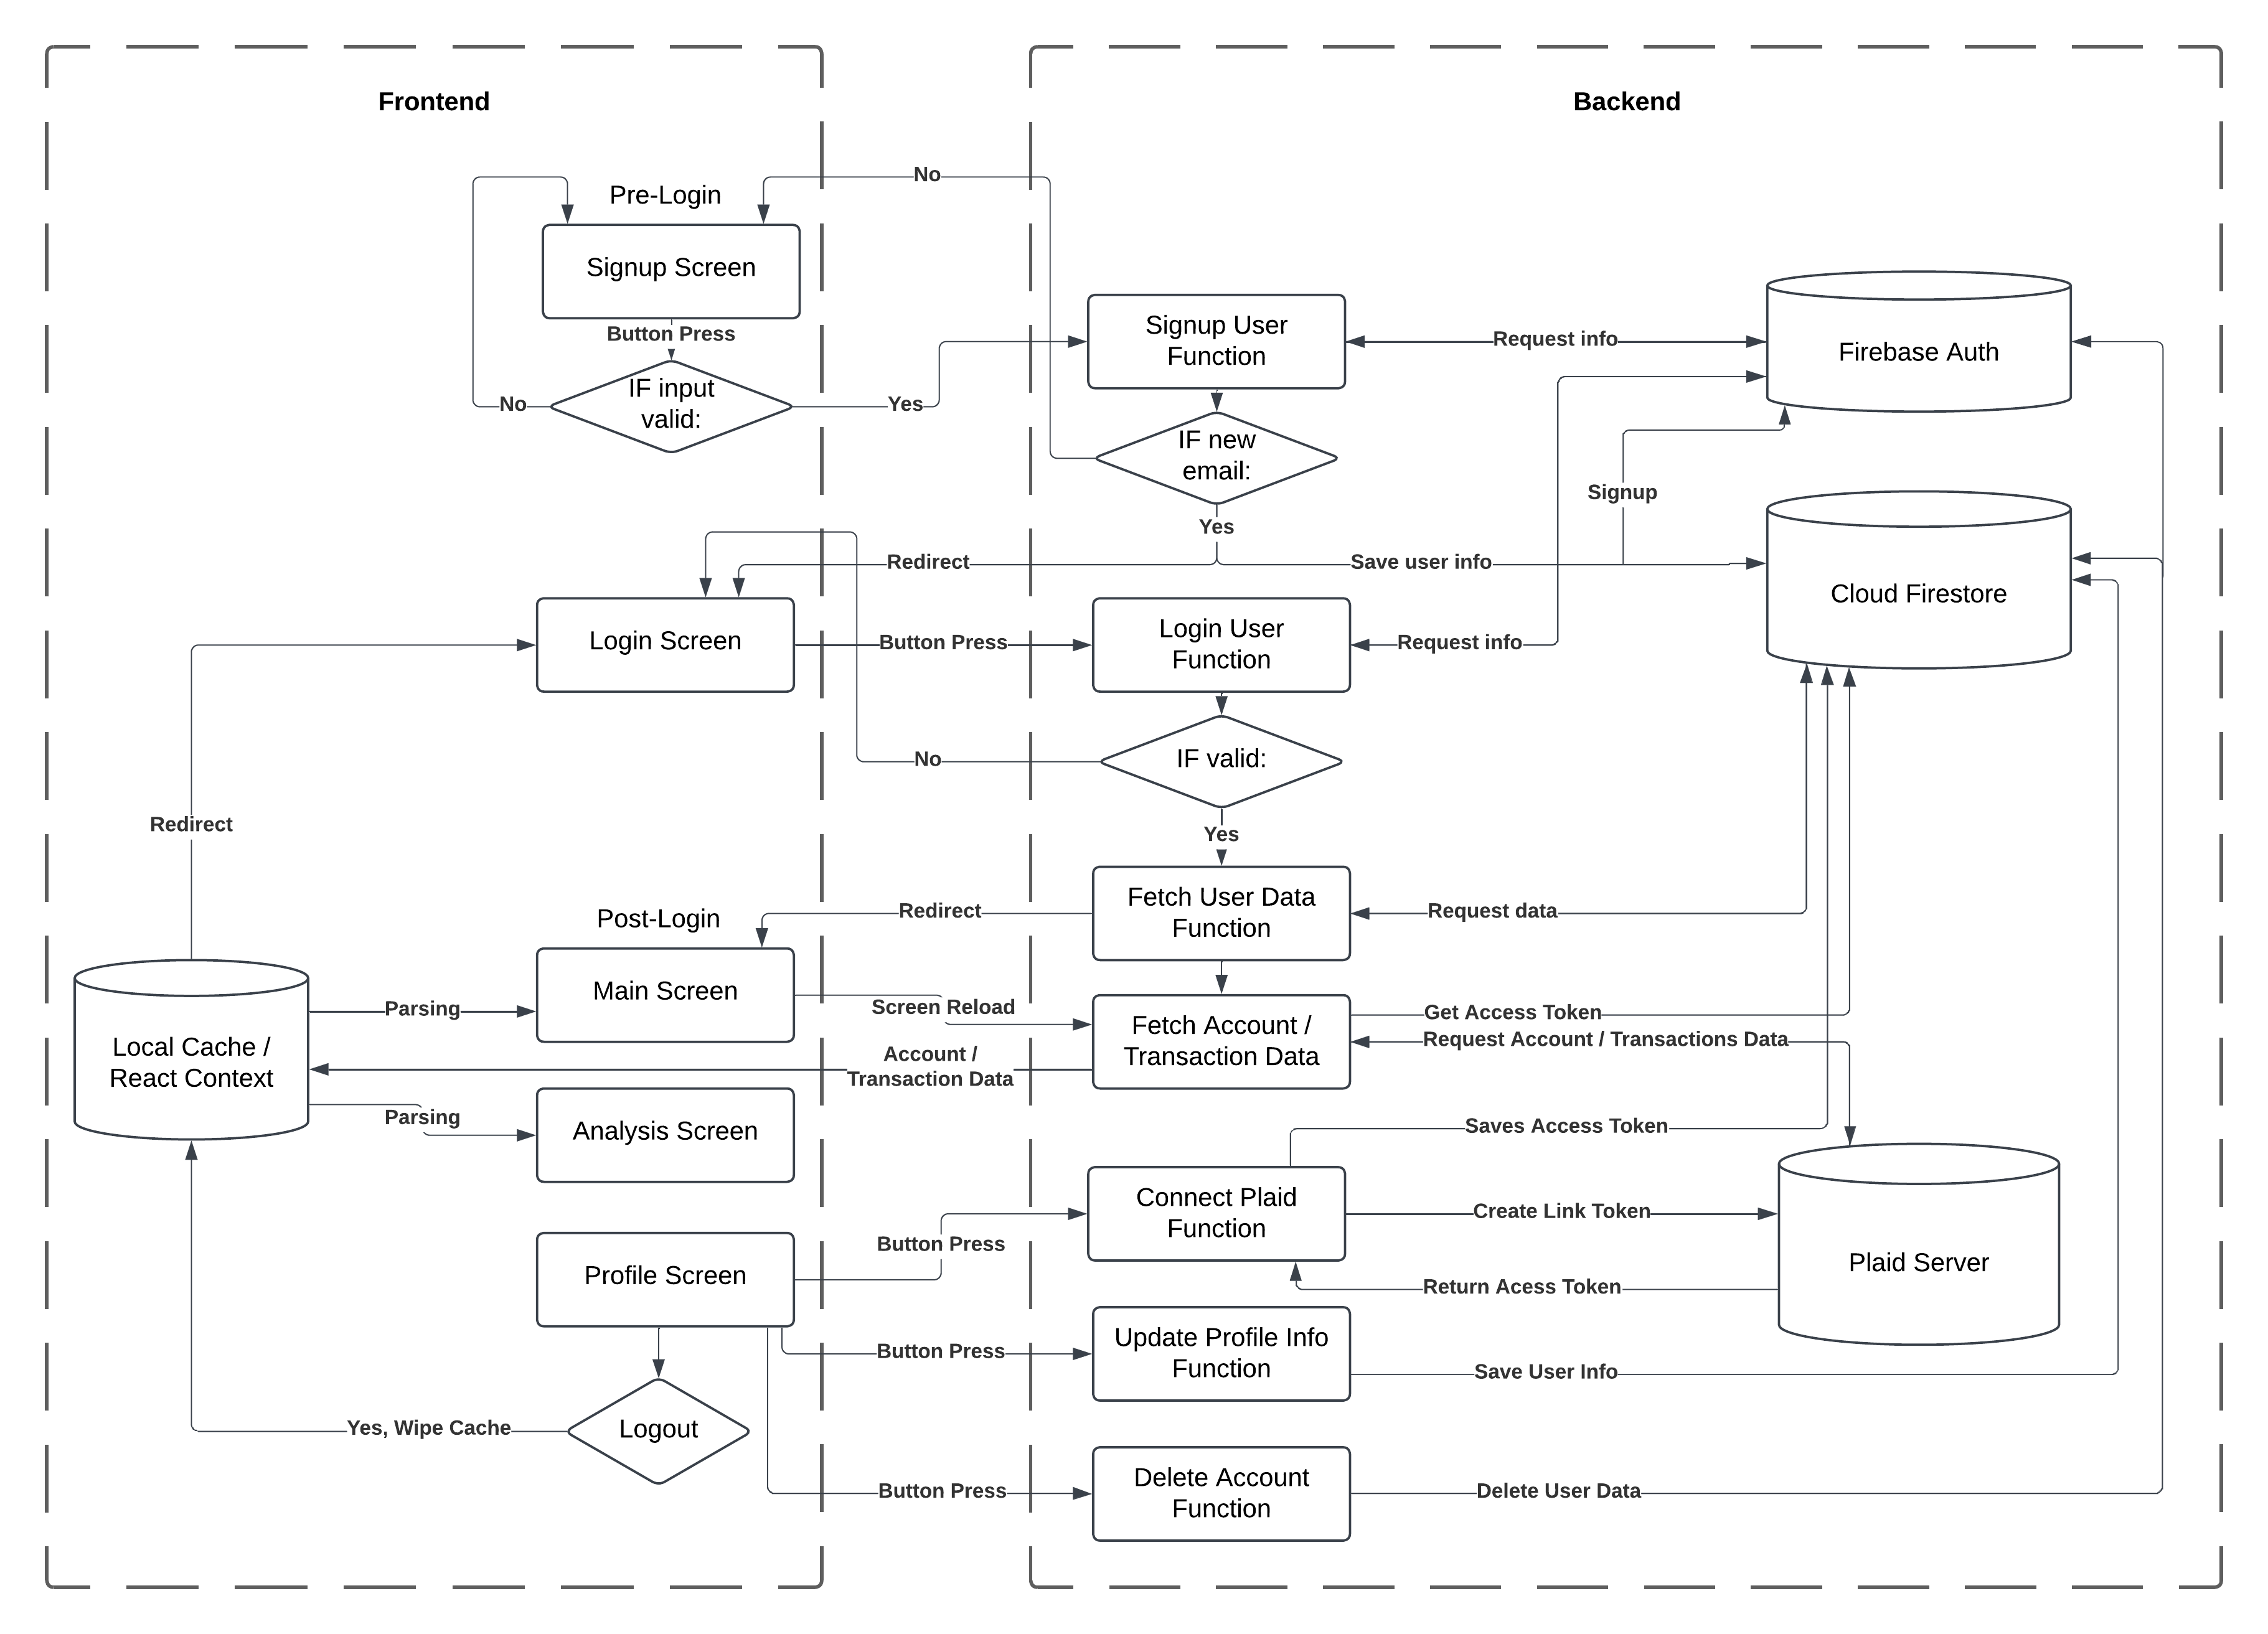 Frontend
Backend
No
Pre-Login
Signup Screen
Button Press
IF input
valid:
No
Yes
Signup User
Function
Request info
Firebase Auth
IF new
email:
Signup
Yes
Redirect
Save user info
Cloud Firestore
Login Screen
Button Press
Login User
Function
Request info
No
IF valid:
Redirect
Yes
Post-Login
Redirect
Fetch User Data
Function
Request data
Main Screen
Parsing
Screen Reload
Fetch Account /
Transaction Data
Get Access Token
Request Account / Transactions Data
Local Cache /
React Context
Account /
Transaction Data
Parsing
Analysis Screen
Saves Access Token
Connect Plaid
Function
Create Link Token
Button Press
Plaid Server
Profile Screen
Return Acess Token
Button Press
Update Profile Info
Function
Save User Info
Yes, Wipe Cache
Logout
Button Press
Delete Account
Function
Delete User Data